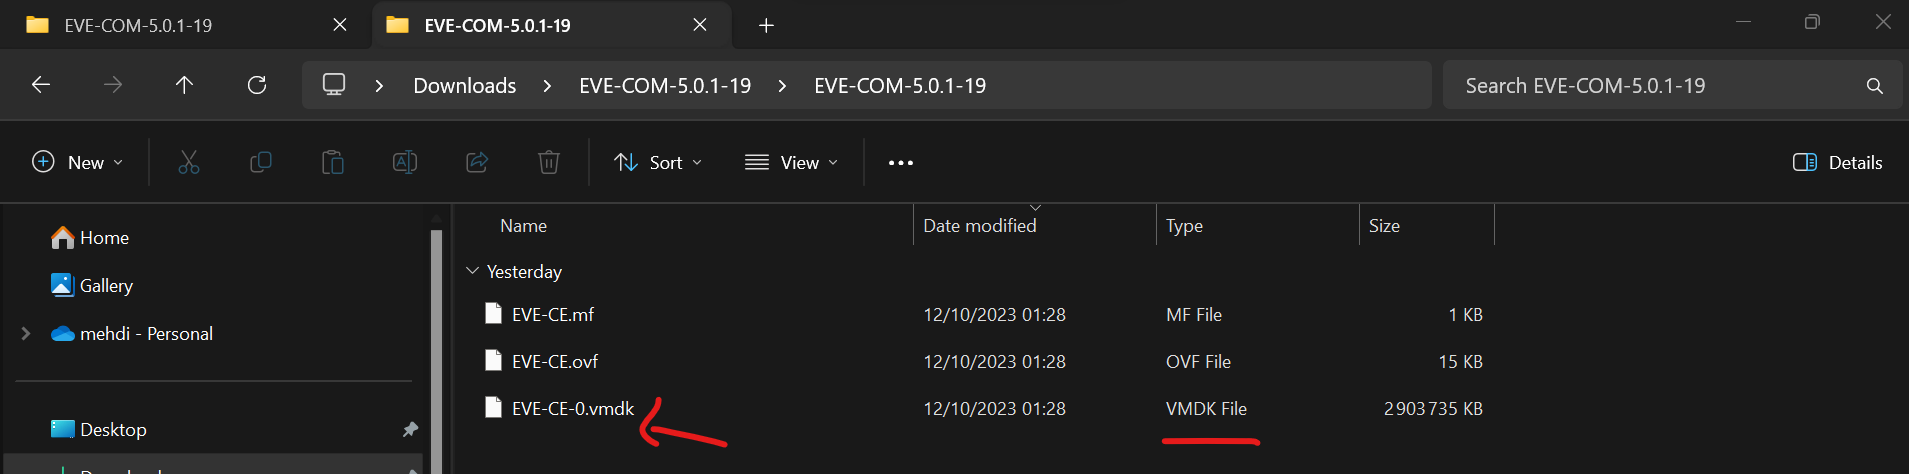 EVE-COM-5.0.1-19
EVE-COM-5.0.1-19
Downloads > EVE-COM-5.0.1-19 > EVE-COM-5.0.1-19
Search EVE-COM-5.0.1-19
New
Sort
View
Details
Home
Gallery
mehdi - Personal
Desktop
Name Date modified Type Size
Yesterday
EVE-CE.mf 12/10/2023 01:28 MF File 1 KB
EVE-CE.ovf 12/10/2023 01:28 OVF File 15 KB
EVE-CE-0.vmdk 12/10/2023 01:28 VMDK File 2 903 735 KB